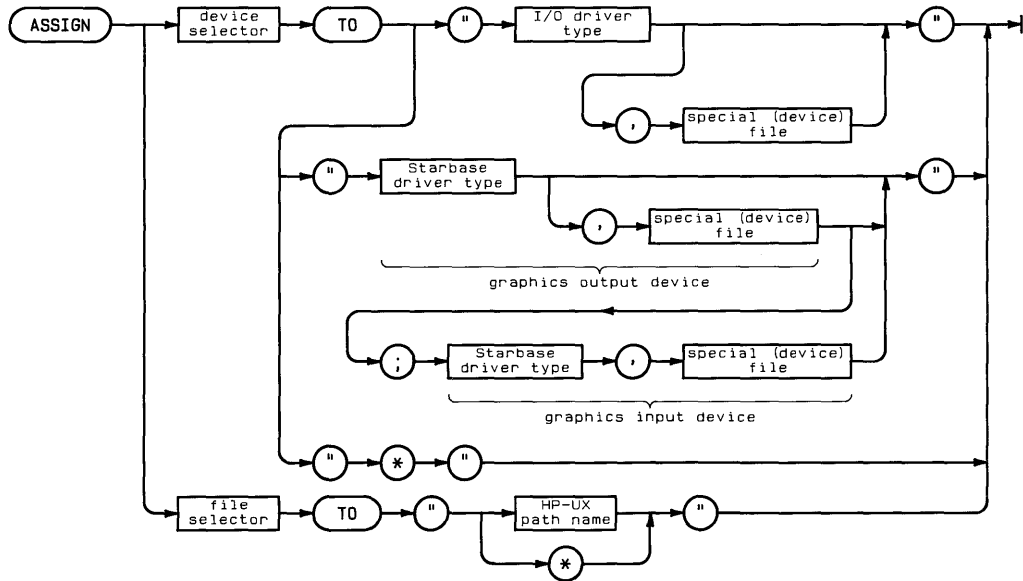 ASSIGN
device
selector
TO
"
I/O driver
type
"
,
special (device)
file
"
Starbase
driver type
"
,
special (device)
file
graphics output device
;
Starbase
driver type
,
special (device)
file
graphics input device
"
*
"
file
selector
TO
"
HP-UX
path name
"
*